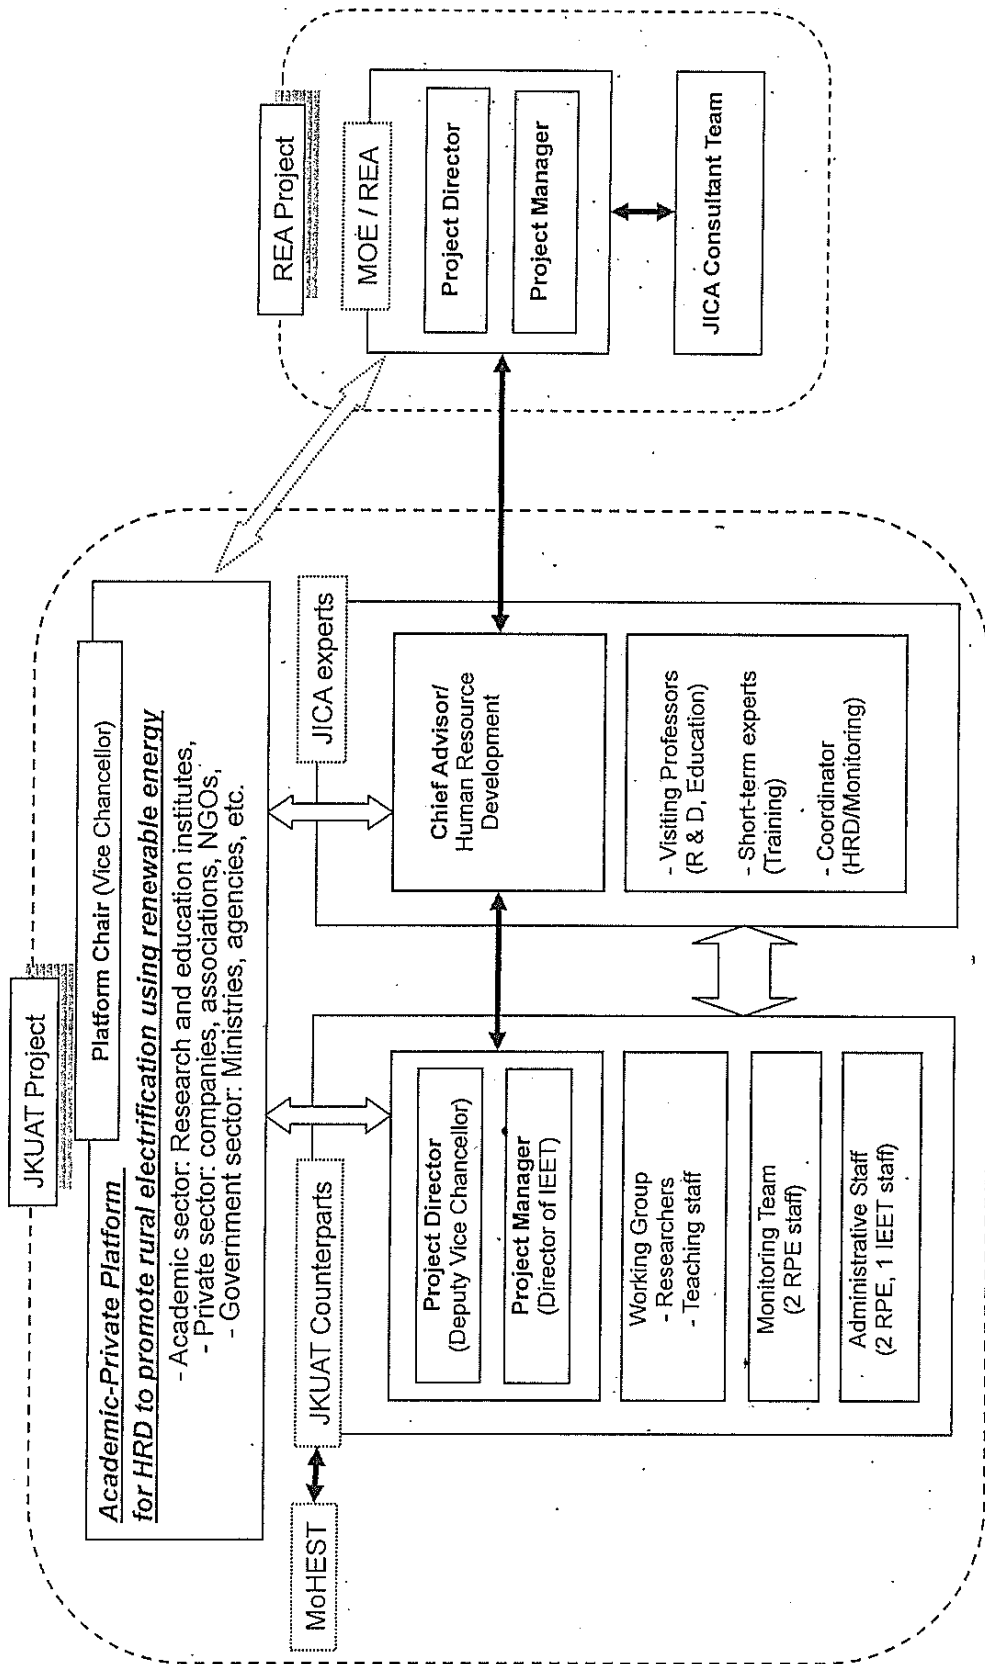 JKUAT Project
Platform Chair (Vice Chancellor)
Academic-Private Platform
for HRD to promote rural electrification using renewable energy
- Academic sector: Research and education institutes,
- Private sector: companies, associations, NGOs,
- Government sector: Ministries, agencies, etc.
MoHEST
JKUAT Counterparts
Project Director
(Deputy Vice Chancellor)
Project Manager
(Director of IEET)
Working Group
- Researchers
- Teaching staff
Monitoring Team
(2 RPE staff)
Administrative Staff
(2 RPE, 1 IEET staff)
JICA experts
Chief Advisor/
Human Resource
Development
- Visiting Professors
(R & D, Education)
- Short-term experts
(Training)
- Coordinator
(HRD/Monitoring)
REA Project
MOE / REA
Project Director
Project Manager
JICA Consultant Team